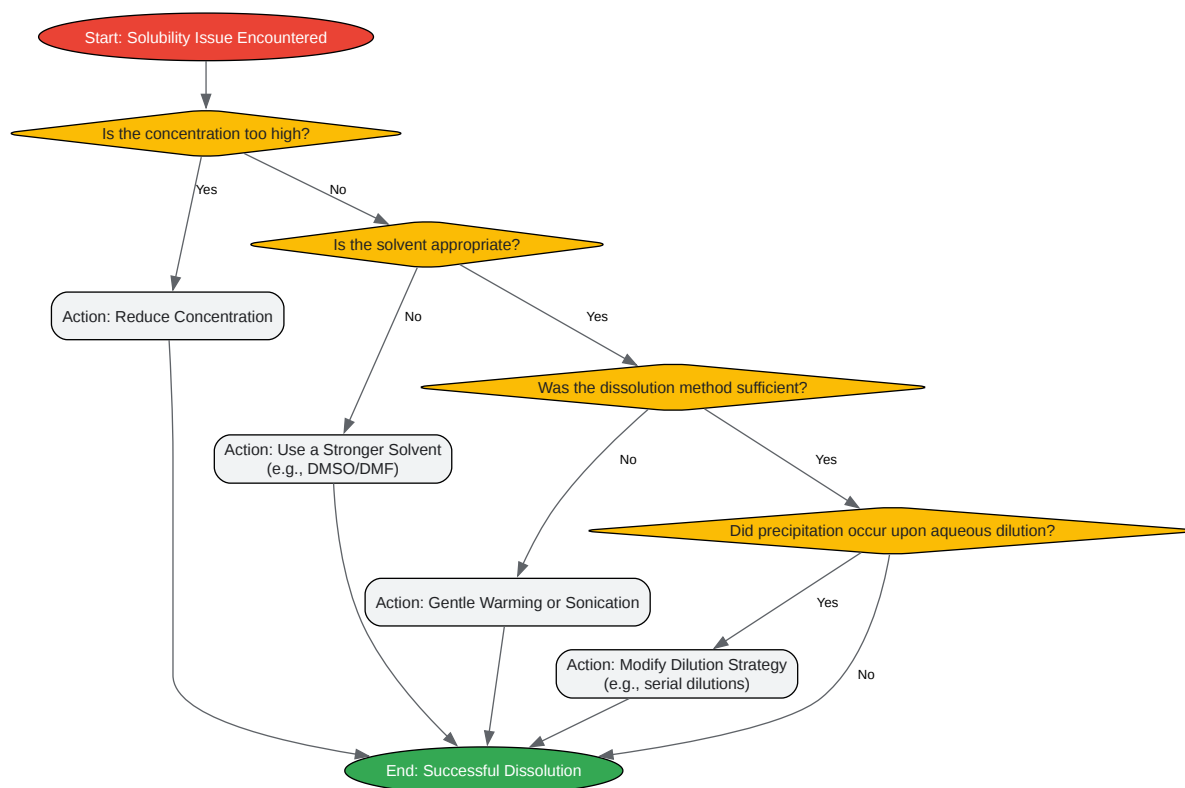 Start: Solubility Issue Encountered
Is the concentration too high?
Yes
No
Is the solvent appropriate?
Action: Reduce Concentration
No
Yes
Was the dissolution method sufficient?
Action: Use a Stronger Solvent
(e.g., DMSO/DMF)
No
Yes
Did precipitation occur upon aqueous dilution?
Action: Gentle Warming or Sonication
Yes
Action: Modify Dilution Strategy
(e.g., serial dilutions)
No
End: Successful Dissolution